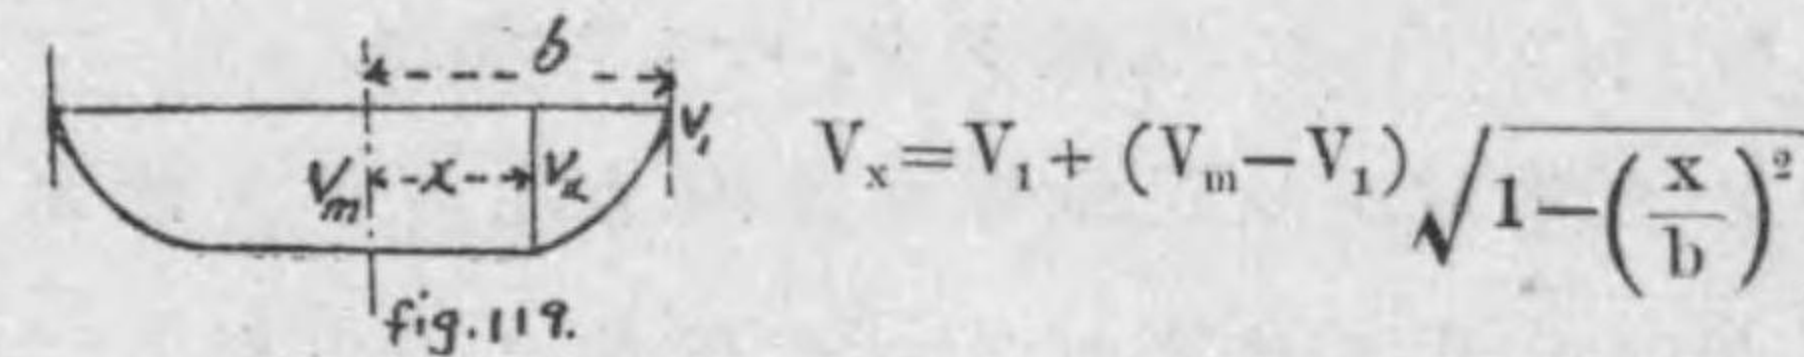 b
V₁
Vₘ x Vₓ
fig. 119.
Vₓ=V₁+(Vₘ−V₁)√1−(x/b)²